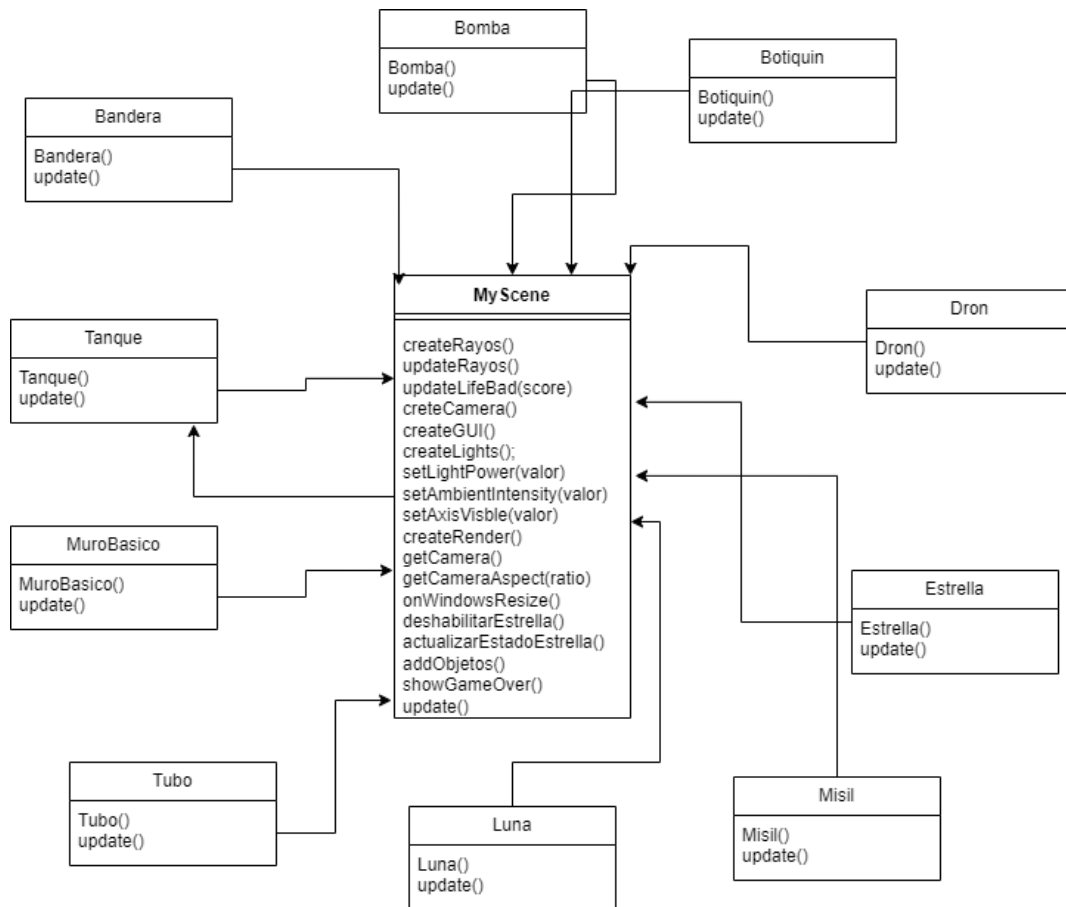 Bomba
Bomba()
update()
Botiquin
Botiquin()
update()
Bandera
Bandera()
update()
MyScene
createRayos()
updateRayos()
updateLifeBad(score)
creteCamera()
createGUI()
createLights();
setLightPower(valor)
setAmbientIntensity(valor)
setAxisVisble(valor)
createRender()
getCamera()
getCameraAspect(ratio)
onWindowsResize()
deshabilitarEstrella()
actualizarEstadoEstrella()
addObjetos()
showGameOver()
update()
Dron
Dron()
update()
Tanque
Tanque()
update()
MuroBasico
MuroBasico()
update()
Estrella
Estrella()
update()
Tubo
Tubo()
update()
Luna
Luna()
update()
Misil
Misil()
update()